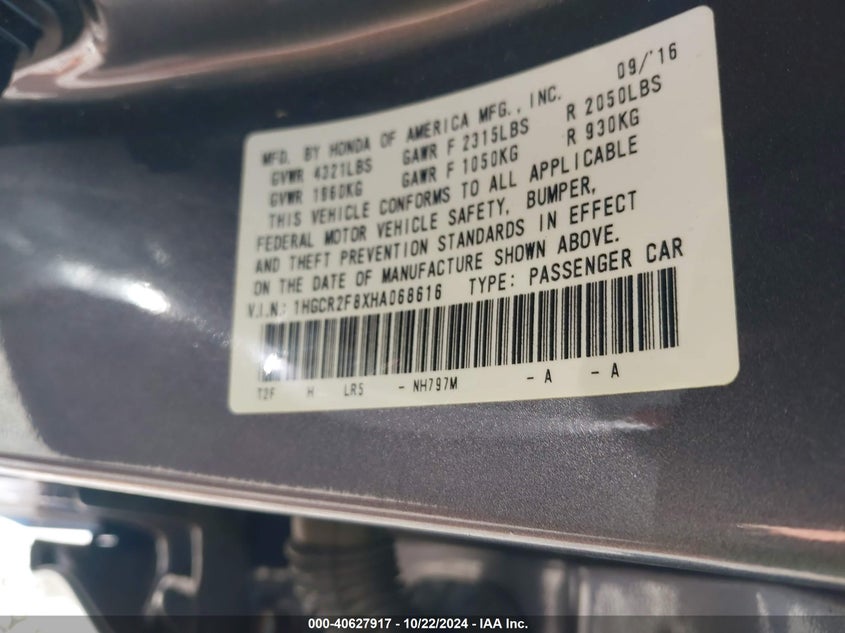 09/'16
MFD. BY HONDA OF AMERICA MFG., INC.
GVWR 4321LBS GAWR F 2315LBS R 2050LBS
GVWR 1960KG GAWR F 1050KG R 930KG
THIS VEHICLE CONFORMS TO ALL APPLICABLE
FEDERAL MOTOR VEHICLE SAFETY, BUMPER,
AND THEFT PREVENTION STANDARDS IN EFFECT
ON THE DATE OF MANUFACTURE SHOWN ABOVE.
V.I.N: 1HGCR2F8XHA068616 TYPE: PASSENGER CAR
T2F H LR5 - NH797M - A - A
000-40627917 - 10/22/2024 - IAA Inc.